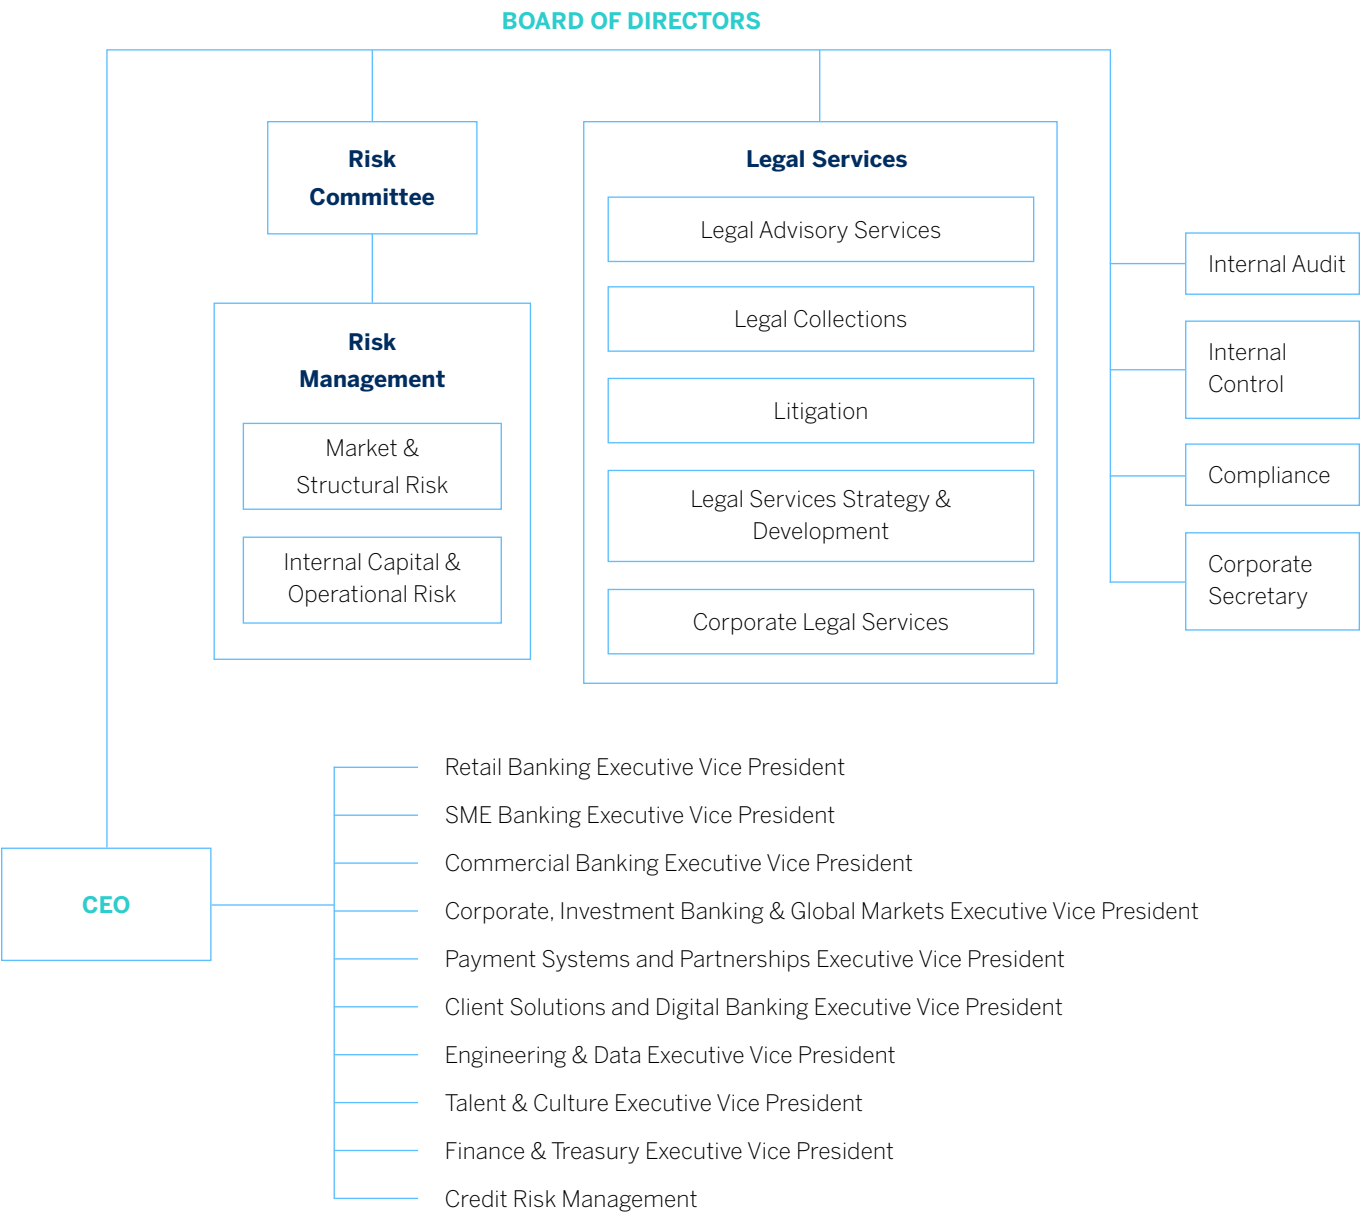 BOARD OF DIRECTORS
Risk
Committee
Risk
Management
Market &
Structural Risk
Internal Capital &
Operational Risk
Legal Services
Legal Advisory Services
Legal Collections
Litigation
Legal Services Strategy &
Development
Corporate Legal Services
Internal Audit
Internal
Control
Compliance
Corporate
Secretary
CEO
Retail Banking Executive Vice President
SME Banking Executive Vice President
Commercial Banking Executive Vice President
Corporate, Investment Banking & Global Markets Executive Vice President
Payment Systems and Partnerships Executive Vice President
Client Solutions and Digital Banking Executive Vice President
Engineering & Data Executive Vice President
Talent & Culture Executive Vice President
Finance & Treasury Executive Vice President
Credit Risk Management